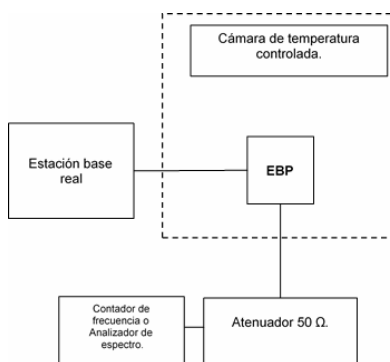 Cámara de temperatura
controlada.
Estación base
real
EBP
Contador de
frecuencia o
Analizador de
espectro.
Atenuador 50 Ω.